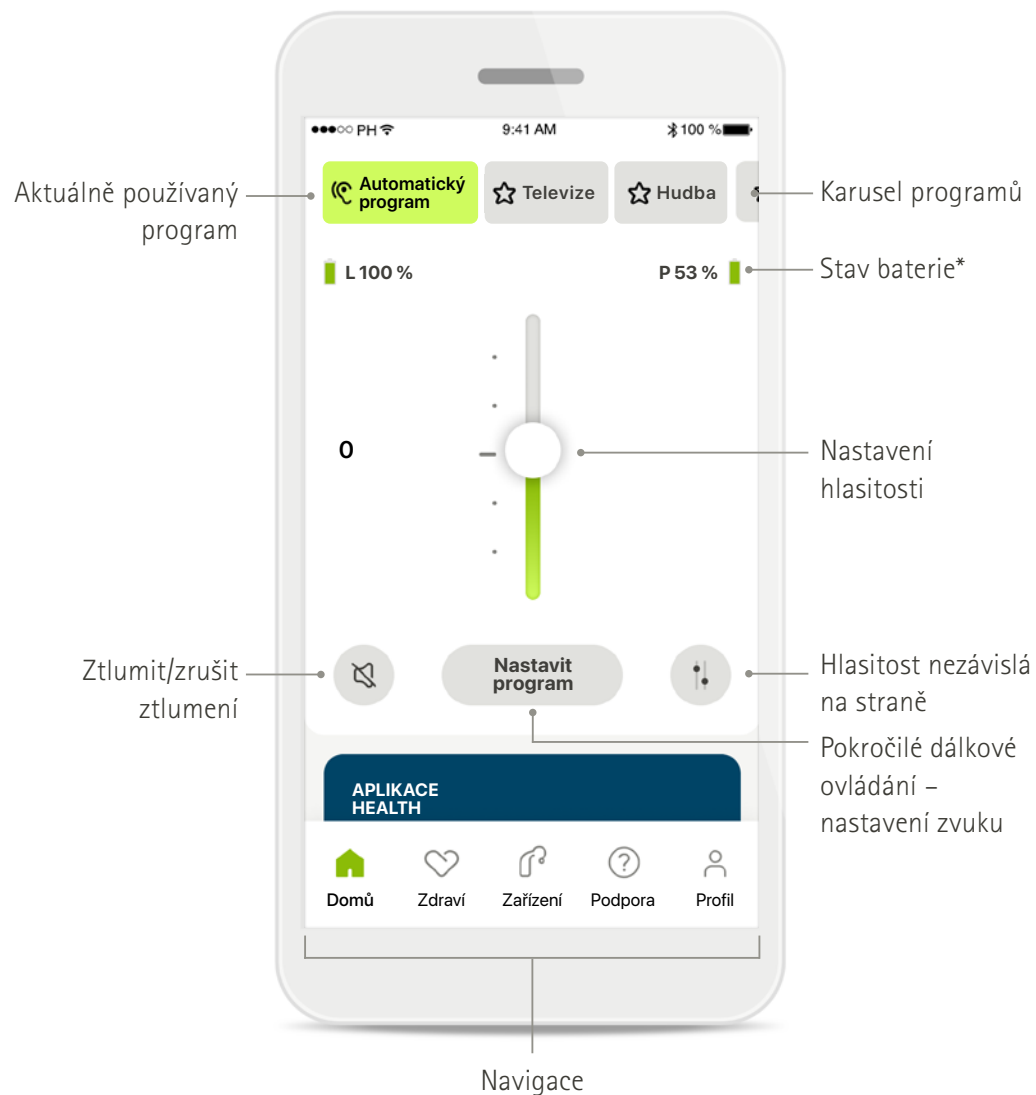 PH
9:41 AM
100 %
Aktuálně používaný
program
Automatický
program
Televize
Hudba
Karusel programů
L 100 %
P 53 %
Stav baterie*
0
Nastavení
hlasitosti
Ztlumit/zrušit
ztlumení
Nastavit
program
Hlasitost nezávislá
na straně
Pokročilé dálkové
ovládání –
nastavení zvuku
APLIKACE
HEALTH
Domů
Zdraví
Zařízení
Podpora
Profil
Navigace